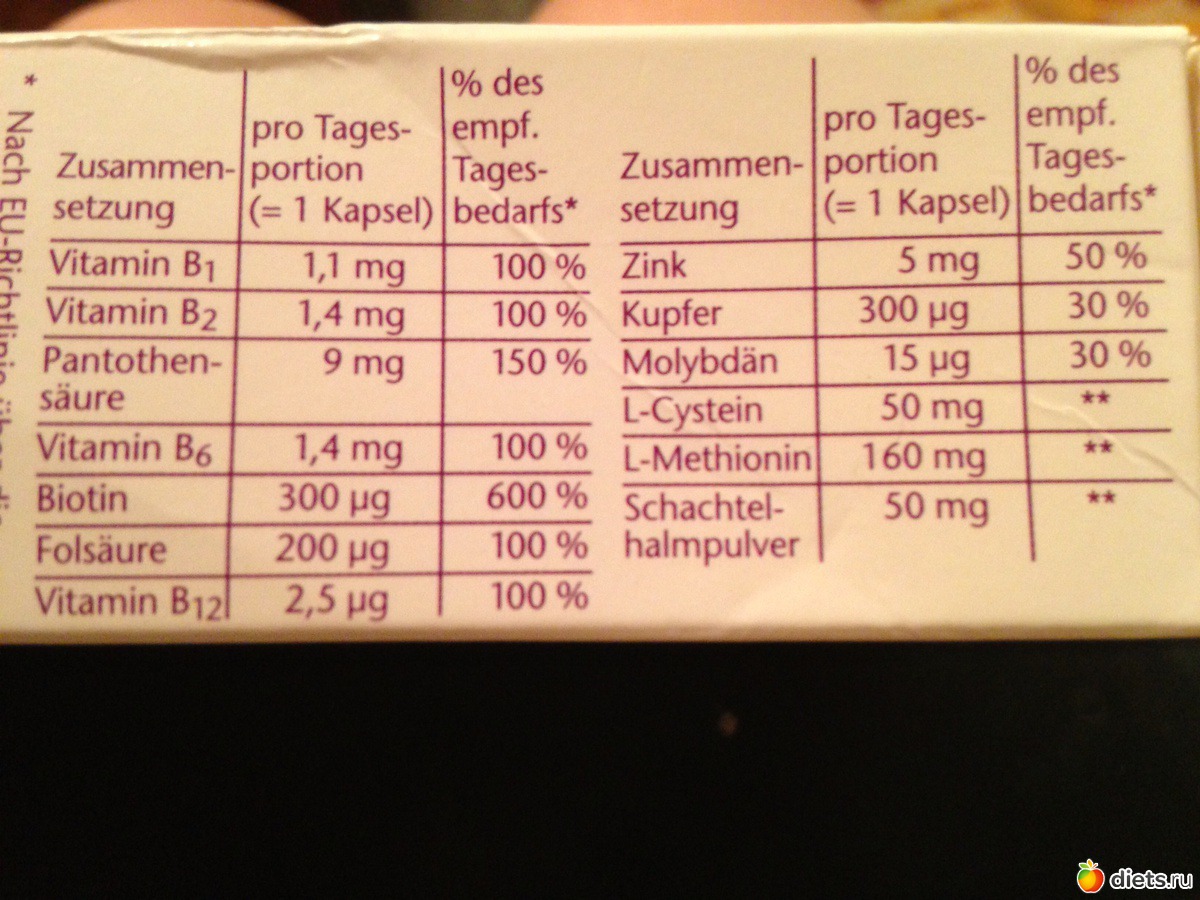 * Nach EU-Richtlinie über die
Zusammen-
setzung
pro Tages-
portion
(= 1 Kapsel)
% des
empf.
Tages-
bedarfs*
Vitamin B1 1,1 mg 100 %
Vitamin B2 1,4 mg 100 %
Pantothen- 9 mg 150 %
säure
Vitamin B6 1,4 mg 100 %
Biotin 300 µg 600 %
Folsäure 200 µg 100 %
Vitamin B12 2,5 µg 100 %
Zusammen-
setzung
pro Tages-
portion
(= 1 Kapsel)
% des
empf.
Tages-
bedarfs*
Zink 5 mg 50 %
Kupfer 300 µg 30 %
Molybdän 15 µg 30 %
L-Cystein 50 mg **
L-Methionin 160 mg **
Schachtel- 50 mg **
halmpulver
diets.ru